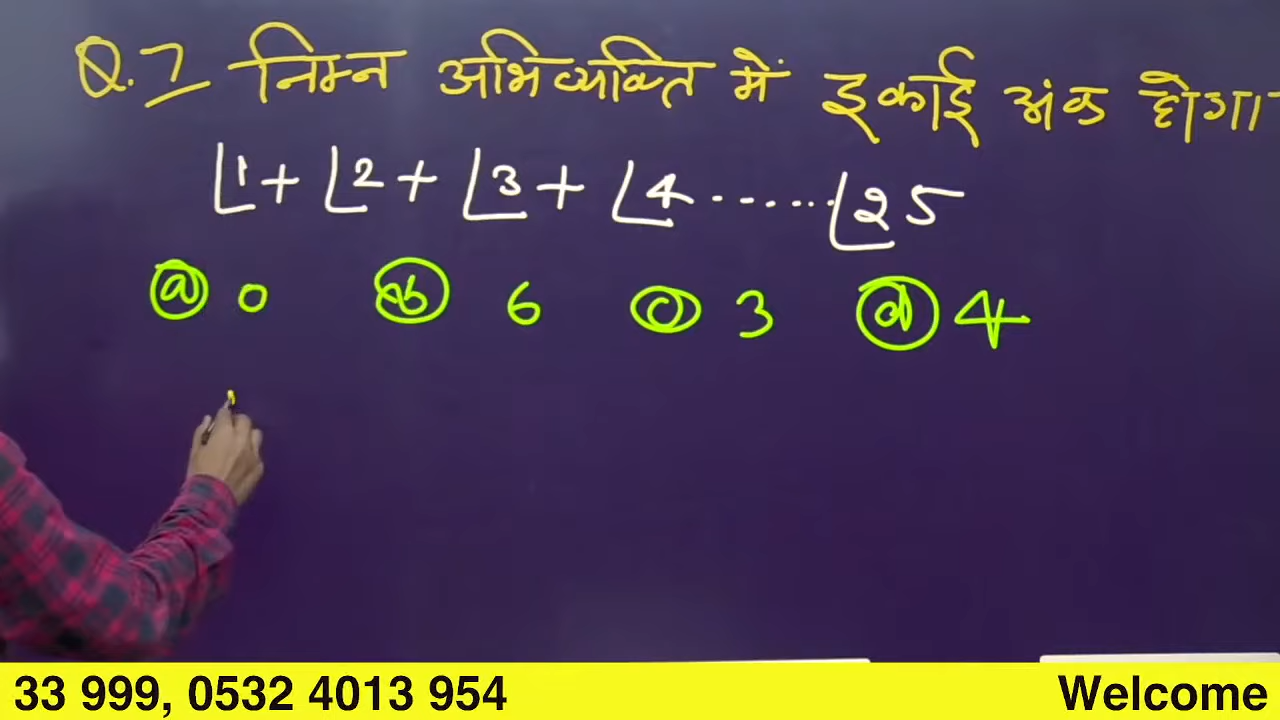 Q.7 निम्न अभिव्यक्ति में इकाई अंक होगा
⌊1 + ⌊2 + ⌊3 + ⌊4 ...... ⌊25
ⓐ 0 ⓑ 6 ⓒ 3 ⓓ 4
33 999, 0532 4013 954 Welcome